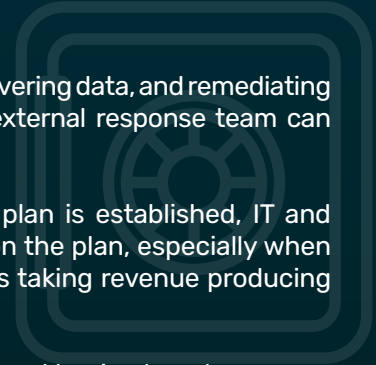 vering data, and remediating
external response team can
plan is established, IT and
n the plan, especially when
s taking revenue producing